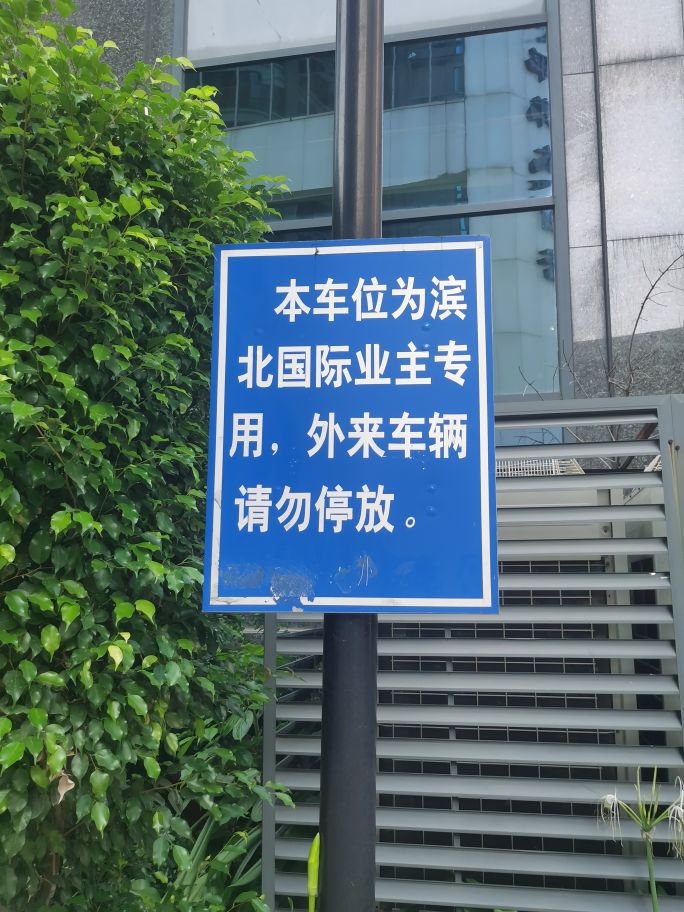 本车位为滨
北国际业主专
用，外来车辆
请勿停放。